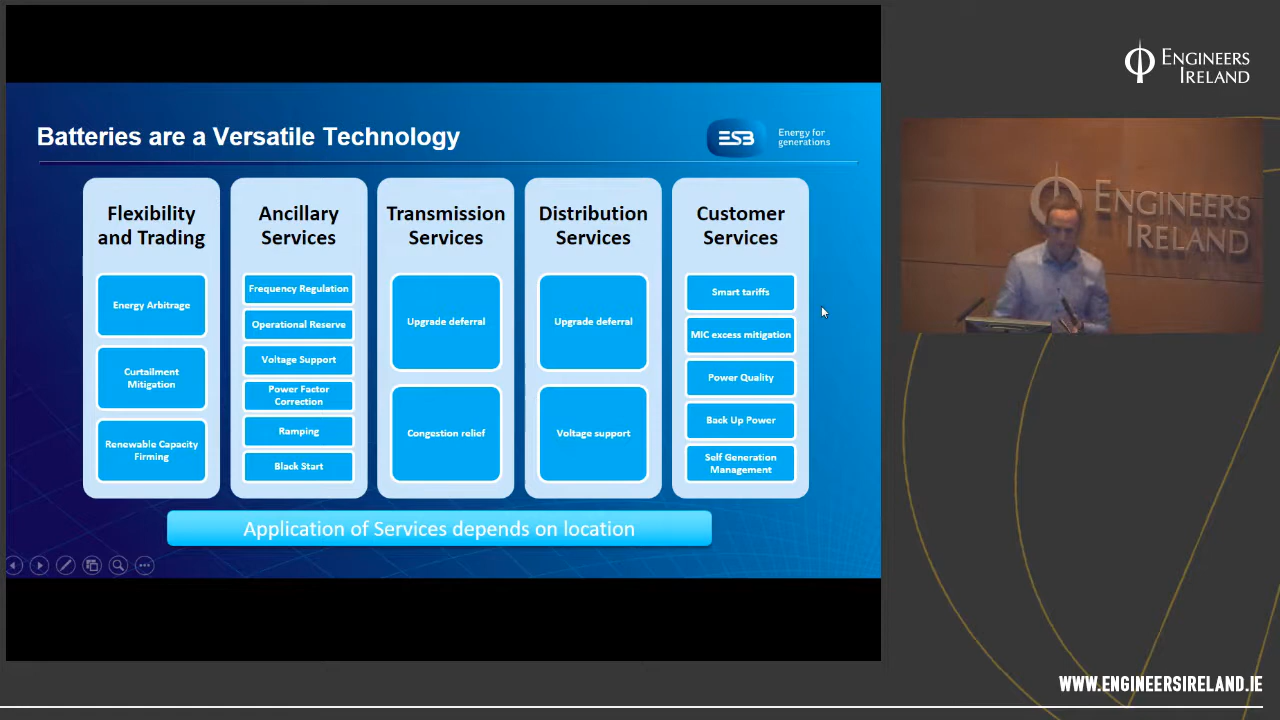 ENGINEERS
IRELAND
Batteries are a Versatile Technology
ESB
Energy for
generations
Flexibility
and Trading
Energy Arbitrage
Curtailment
Mitigation
Renewable Capacity
Firming
Ancillary
Services
Frequency Regulation
Operational Reserve
Voltage Support
Power Factor
Correction
Ramping
Black Start
Transmission
Services
Upgrade deferral
Congestion relief
Distribution
Services
Upgrade deferral
Voltage support
Customer
Services
Smart tariffs
MIC excess mitigation
Power Quality
Back Up Power
Self Generation
Management
Application of Services depends on location
ENGINEERS
IRELAND
WWW.ENGINEERSIRELAND.IE